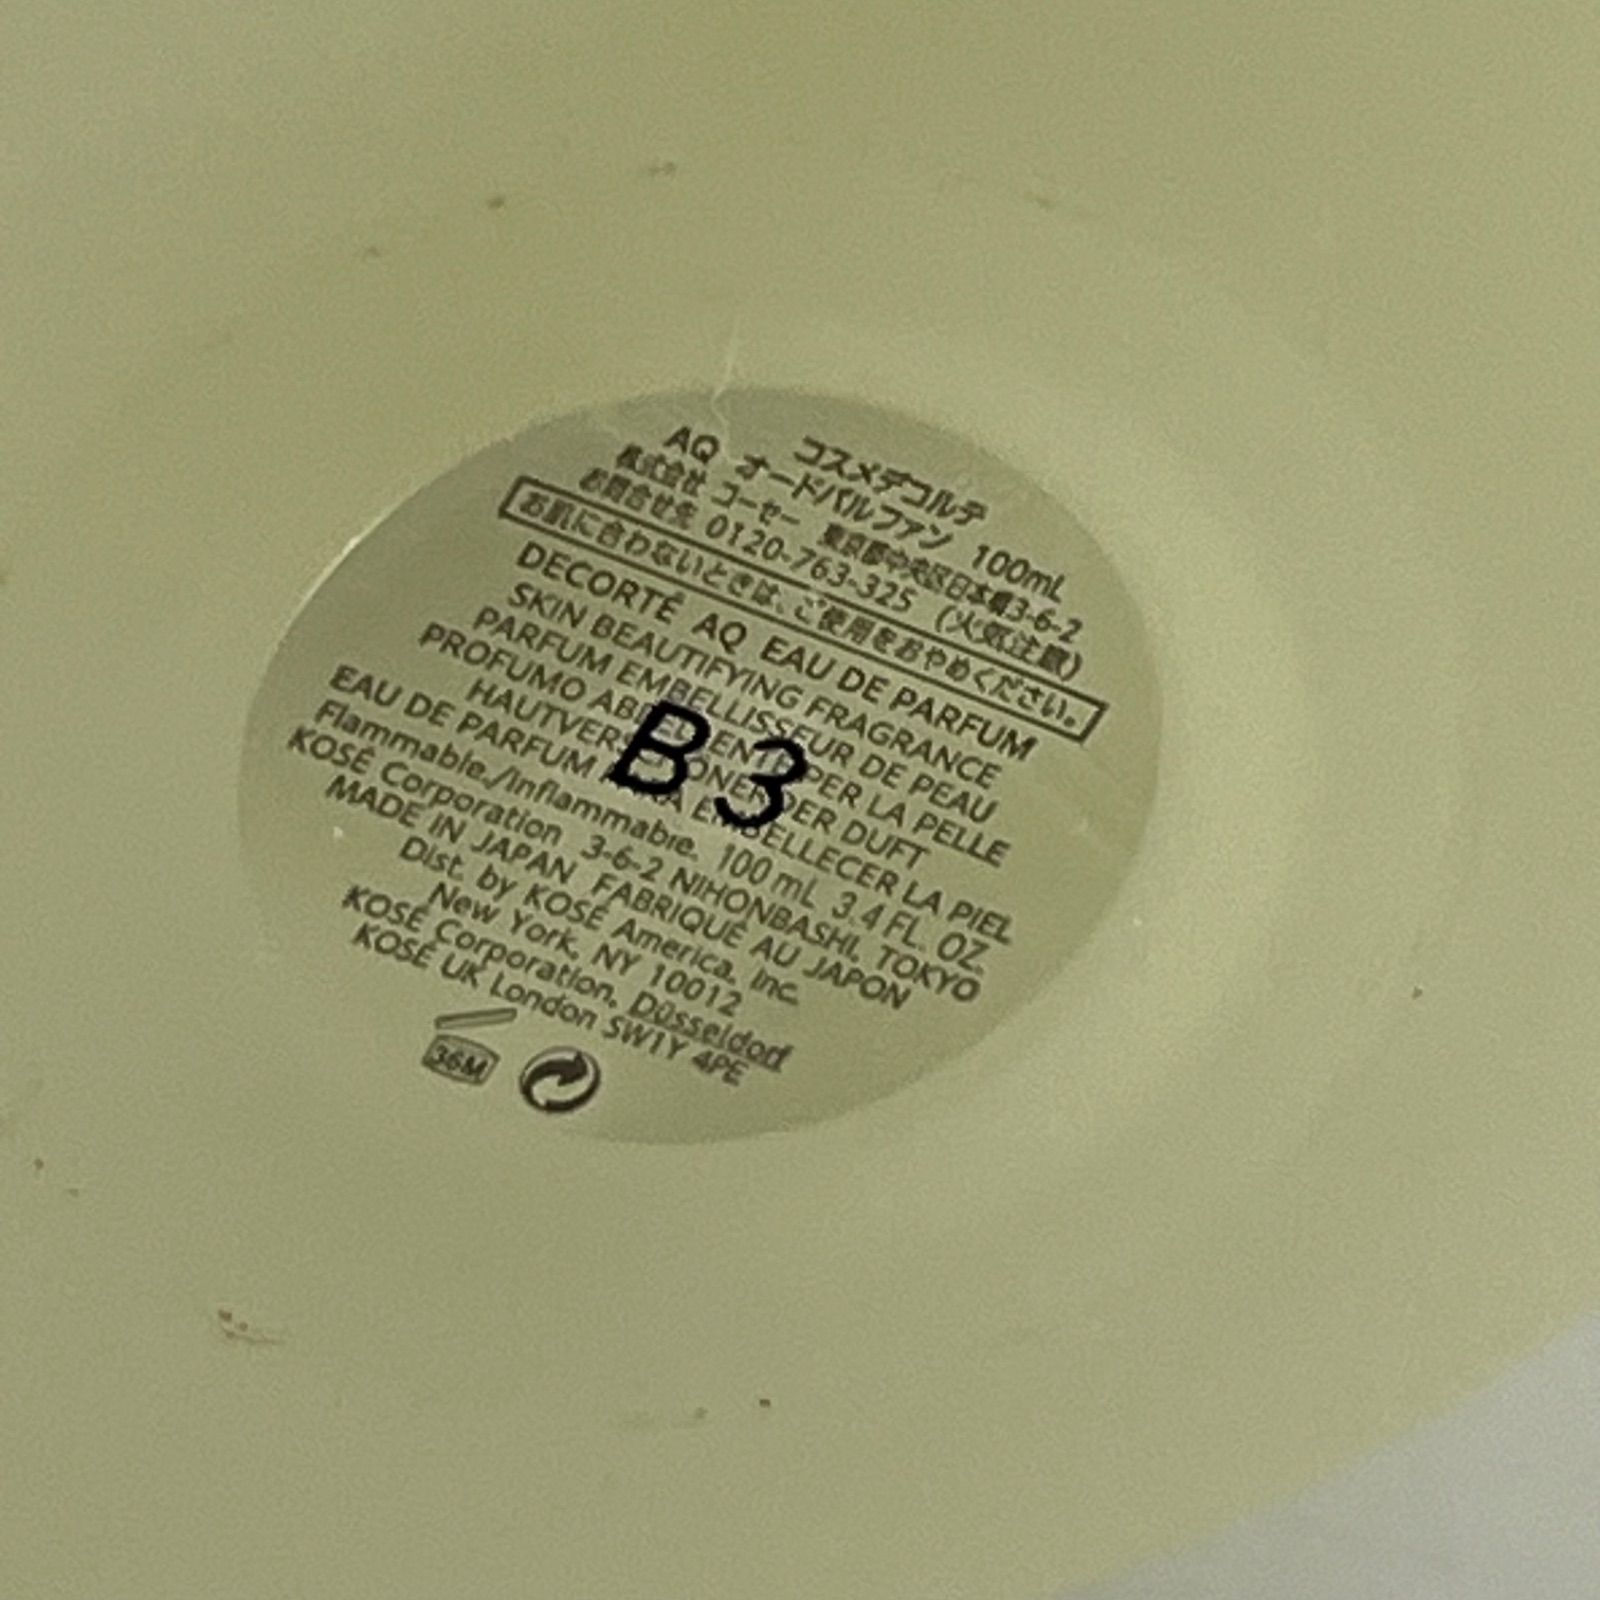 コスメデコルテ
AQ オードパルファン 100mL
株式会社 コーセー 東京都中央区日本橋3-6-2
お問合せ先 0120-763-325 (火気注意)
お肌に合わないときは、ご使用をおやめください。
DECORTÉ AQ EAU DE PARFUM
SKIN BEAUTIFYING FRAGRANCE
PARFUM EMBELLISSEUR DE PEAU
PROFUMO PER LA PELLE
DER DUFT
EAU DE PARFUM EMBELLECER LA PIEL
Flammable./Inflammable. 100 mL 3.4 FL. OZ.
KOSÉ Corporation 3-6-2 NIHONBASHI, TOKYO
MADE IN JAPAN FABRIQUÉ AU JAPON
Dist. by KOSÉ America, Inc.
New York, NY 10012
KOSÉ Corporation, Düsseldorf
KOSÉ UK London SW1Y 4PE
36M
B3